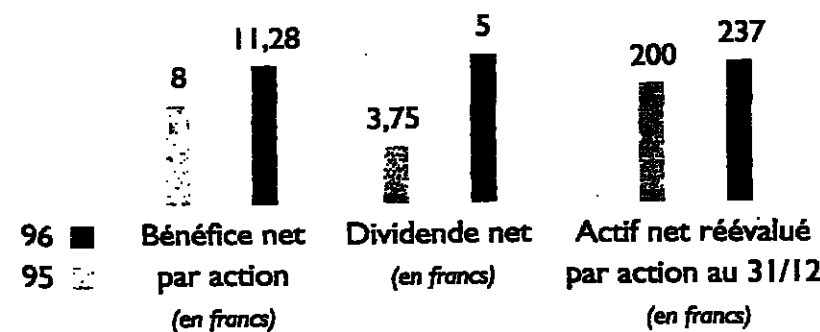 8
11,28
3,75
5
200
237
96
95
Bénéfice net
par action
(en francs)
Dividende net
(en francs)
Actif net réévalué
par action au 31/12
(en francs)